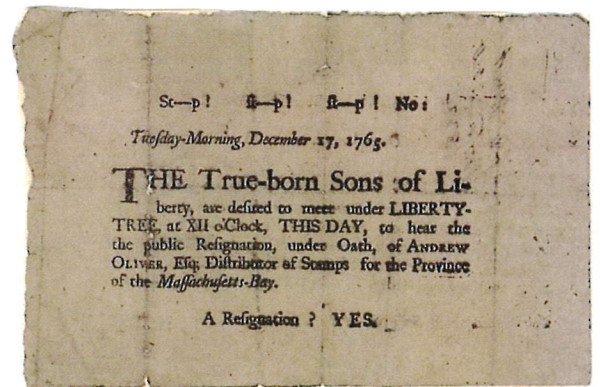 St---p! ſt---p! ſt---p! No:
Tueſday-Morning, December 17, 1765.
THE True-born Sons of Li-
berty, are deſired to meet under LIBERTY-
TREE, at XII o'Clock, THIS DAY, to hear the
the public Reſignation, under Oath, of ANDREW
OLIVER, Eſq; Diſtributor of Stamps for the Province
of the Maſſachuſetts-Bay.
A Reſignation? YES.